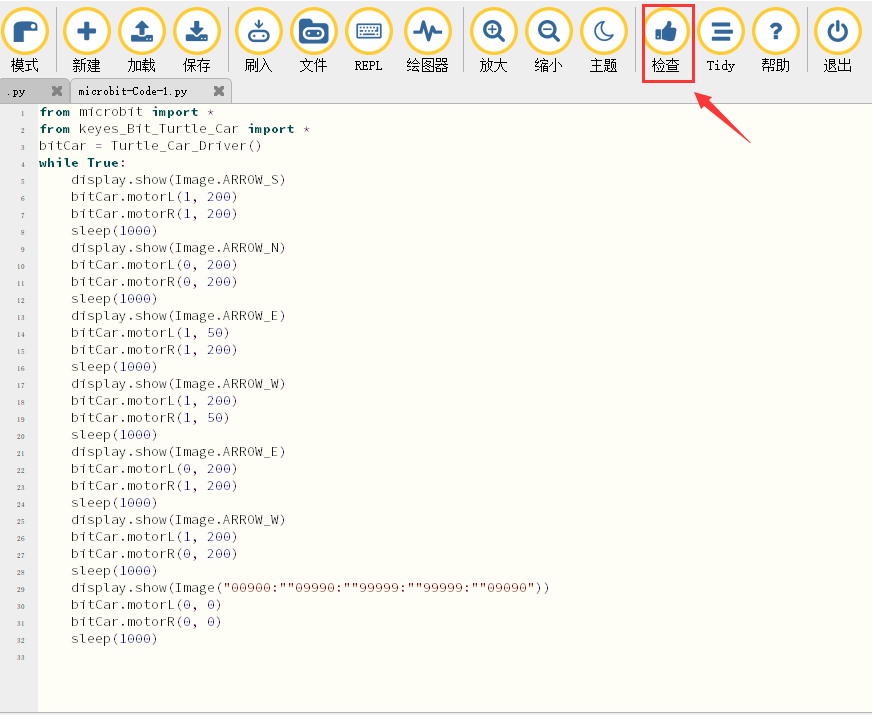 模式 新建 加载 保存 刷入 文件 REPL 绘图器 放大 缩小 主题 检查 Tidy 帮助 退出
.py microbit-Code-1.py
1 from microbit import *
2 from keyes_Bit_Turtle_Car import *
3 bitCar = Turtle_Car_Driver()
4 while True:
5     display.show(Image.ARROW_S)
6     bitCar.motorL(1, 200)
7     bitCar.motorR(1, 200)
8     sleep(1000)
9     display.show(Image.ARROW_N)
10     bitCar.motorL(0, 200)
11     bitCar.motorR(0, 200)
12     sleep(1000)
13     display.show(Image.ARROW_E)
14     bitCar.motorL(1, 50)
15     bitCar.motorR(1, 200)
16     sleep(1000)
17     display.show(Image.ARROW_W)
18     bitCar.motorL(1, 200)
19     bitCar.motorR(1, 50)
20     sleep(1000)
21     display.show(Image.ARROW_E)
22     bitCar.motorL(0, 200)
23     bitCar.motorR(1, 200)
24     sleep(1000)
25     display.show(Image.ARROW_W)
26     bitCar.motorL(1, 200)
27     bitCar.motorR(0, 200)
28     sleep(1000)
29     display.show(Image("00900:""09990:""99999:""99999:""09090"))
30     bitCar.motorL(0, 0)
31     bitCar.motorR(0, 0)
32     sleep(1000)
33